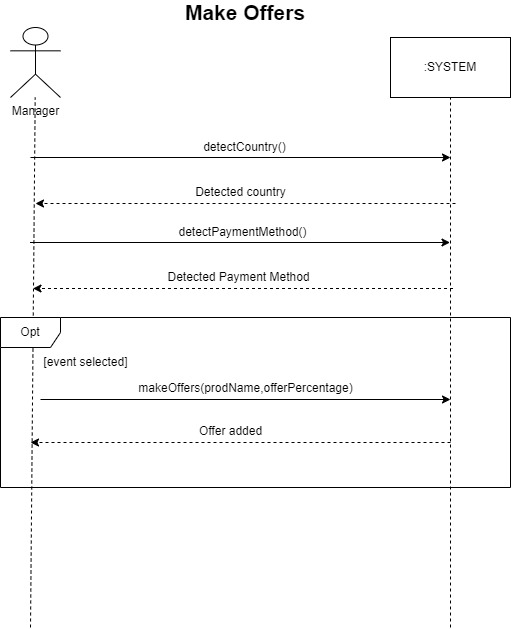 Make Offers
:SYSTEM
Manager
detectCountry()
Detected country
detectPaymentMethod()
Detected Payment Method
Opt
[event selected]
makeOffers(prodName,offerPercentage)
Offer added